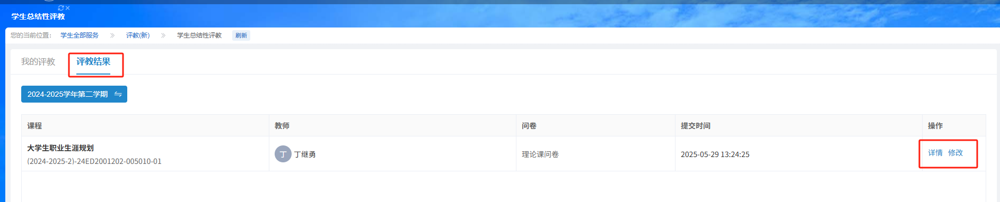 学生总结性评教
您的当前位置： 学生全部服务 评教(新) 学生总结性评教 刷新
我的评教 评教结果
2024-2025学年第二学期
课程 教师 问卷 提交时间 操作
大学生职业生涯规划
(2024-2025-2)-24ED2001202-005010-01
丁 丁继勇 理论课问卷 2025-05-29 13:24:25 详情 修改